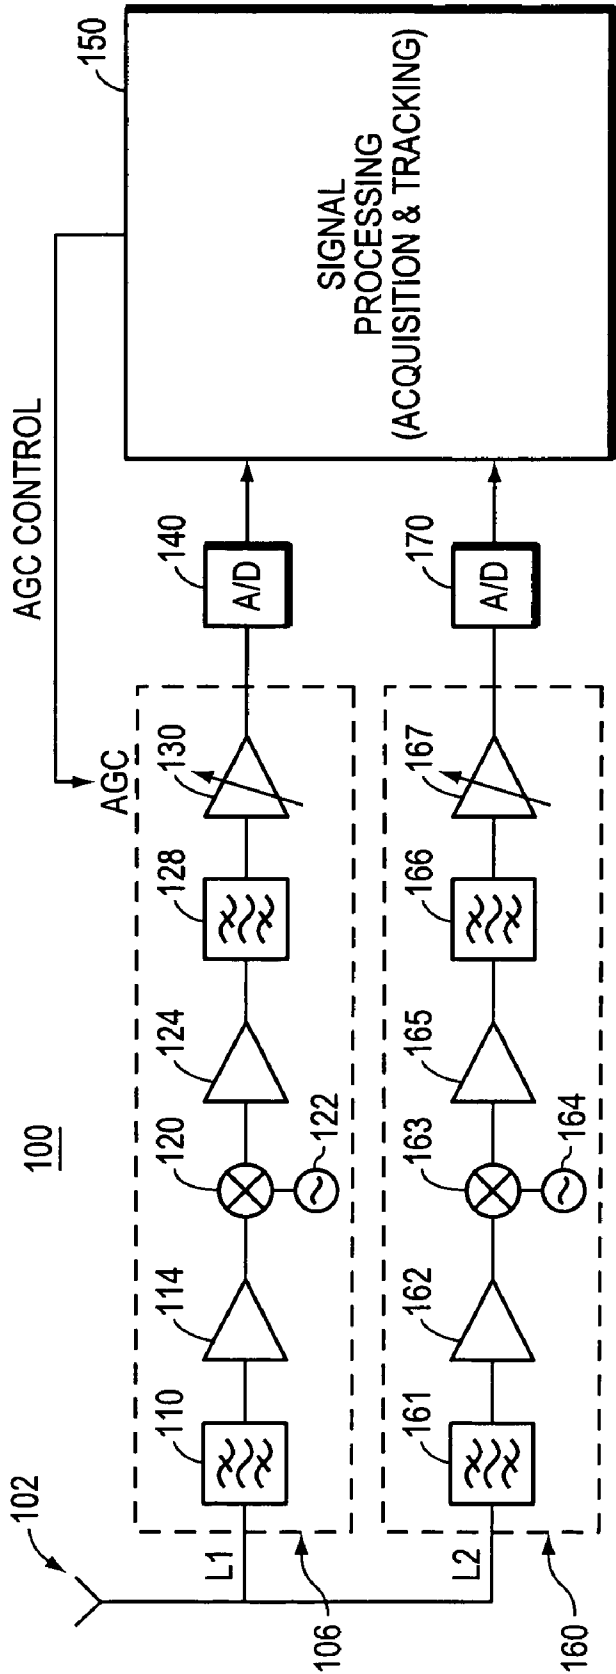 100
102
AGC CONTROL
150
AGC
L1
110
114
120
122
124
128
130
140
A/D
106
SIGNAL
PROCESSING
(ACQUISITION & TRACKING)
L2
161
162
163
164
165
166
167
170
A/D
160